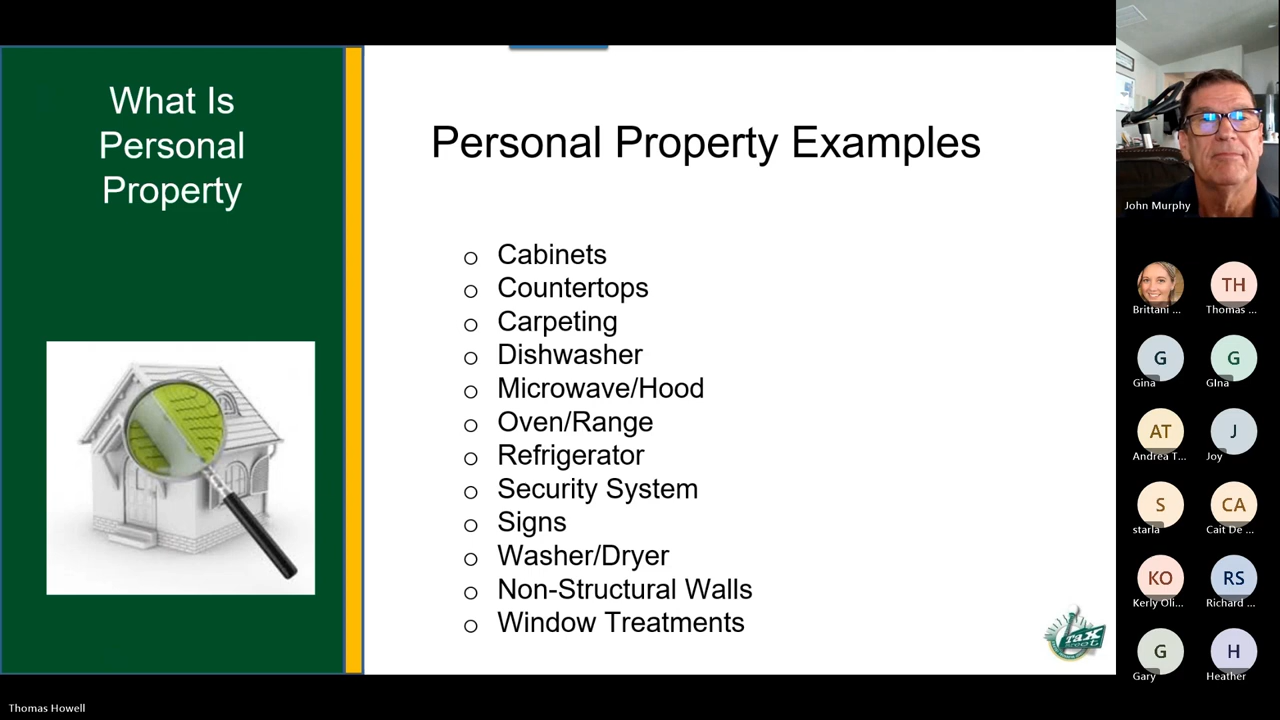 What Is
Personal
Property
Personal Property Examples
Cabinets
Countertops
Carpeting
Dishwasher
Microwave/Hood
Oven/Range
Refrigerator
Security System
Signs
Washer/Dryer
Non-Structural Walls
Window Treatments
Tax
John Murphy
Brittani ...
TH
Thomas ...
G
Gina
G
GIna
AT
Andrea T...
J
Joy
S
starla
CA
Cait De ...
KO
Kerly Oli...
RS
Richard ...
G
Gary
H
Heather
Thomas Howell